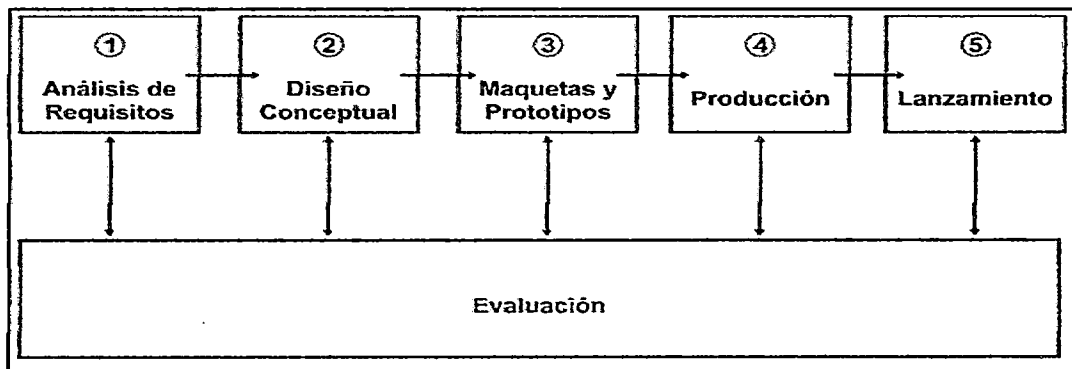 ①
Análisis de
Requisitos
②
Diseño
Conceptual
③
Maquetas y
Prototipos
④
Producción
⑤
Lanzamiento
Evaluación